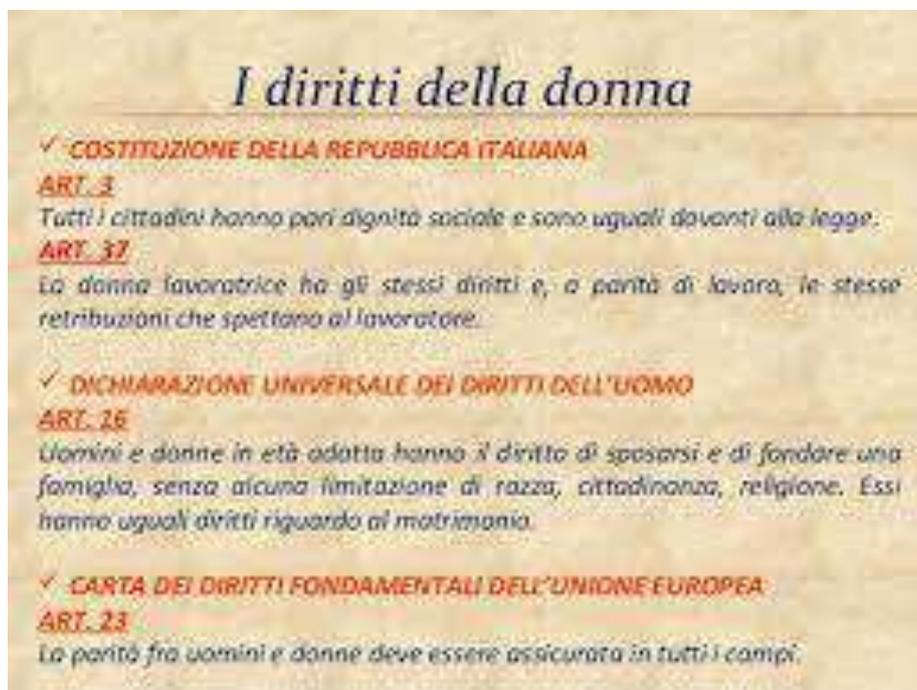 I diritti della donna
✓ COSTITUZIONE DELLA REPUBBLICA ITALIANA
ART. 3
Tutti i cittadini hanno pari dignità sociale e sono uguali davanti alla legge.
ART. 37
La donna lavoratrice ha gli stessi diritti e, a parità di lavoro, le stesse
retribuzioni che spettano al lavoratore.
✓ DICHIARAZIONE UNIVERSALE DEI DIRITTI DELL'UOMO
ART. 16
Uomini e donne in età adatta hanno il diritto di sposarsi e di fondare una
famiglia, senza alcuna limitazione di razza, cittadinanza, religione. Essi
hanno uguali diritti riguardo al matrimonio.
✓ CARTA DEI DIRITTI FONDAMENTALI DELL'UNIONE EUROPEA
ART. 23
La parità fra uomini e donne deve essere assicurata in tutti i campi.